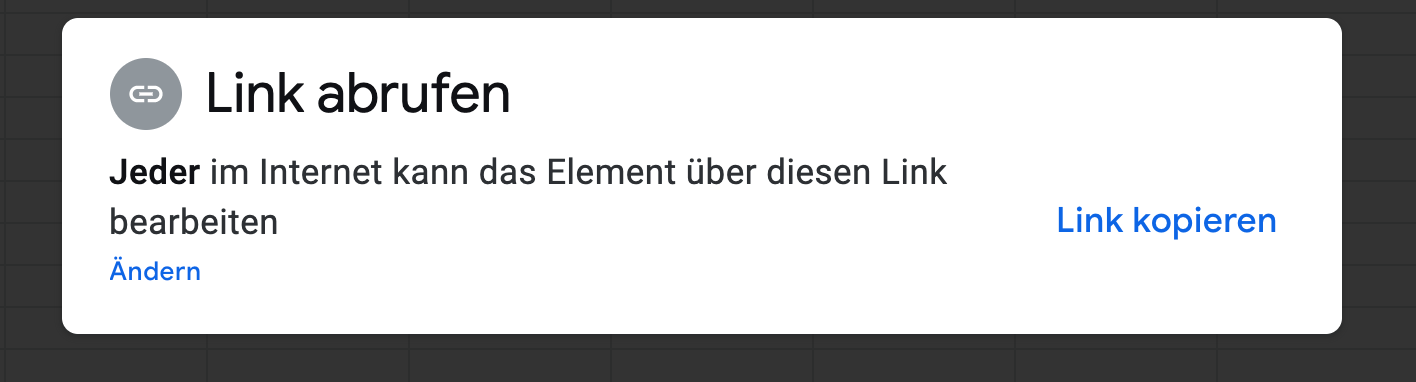 Link abrufen
Jeder im Internet kann das Element über diesen Link
bearbeiten
Link kopieren
Ändern